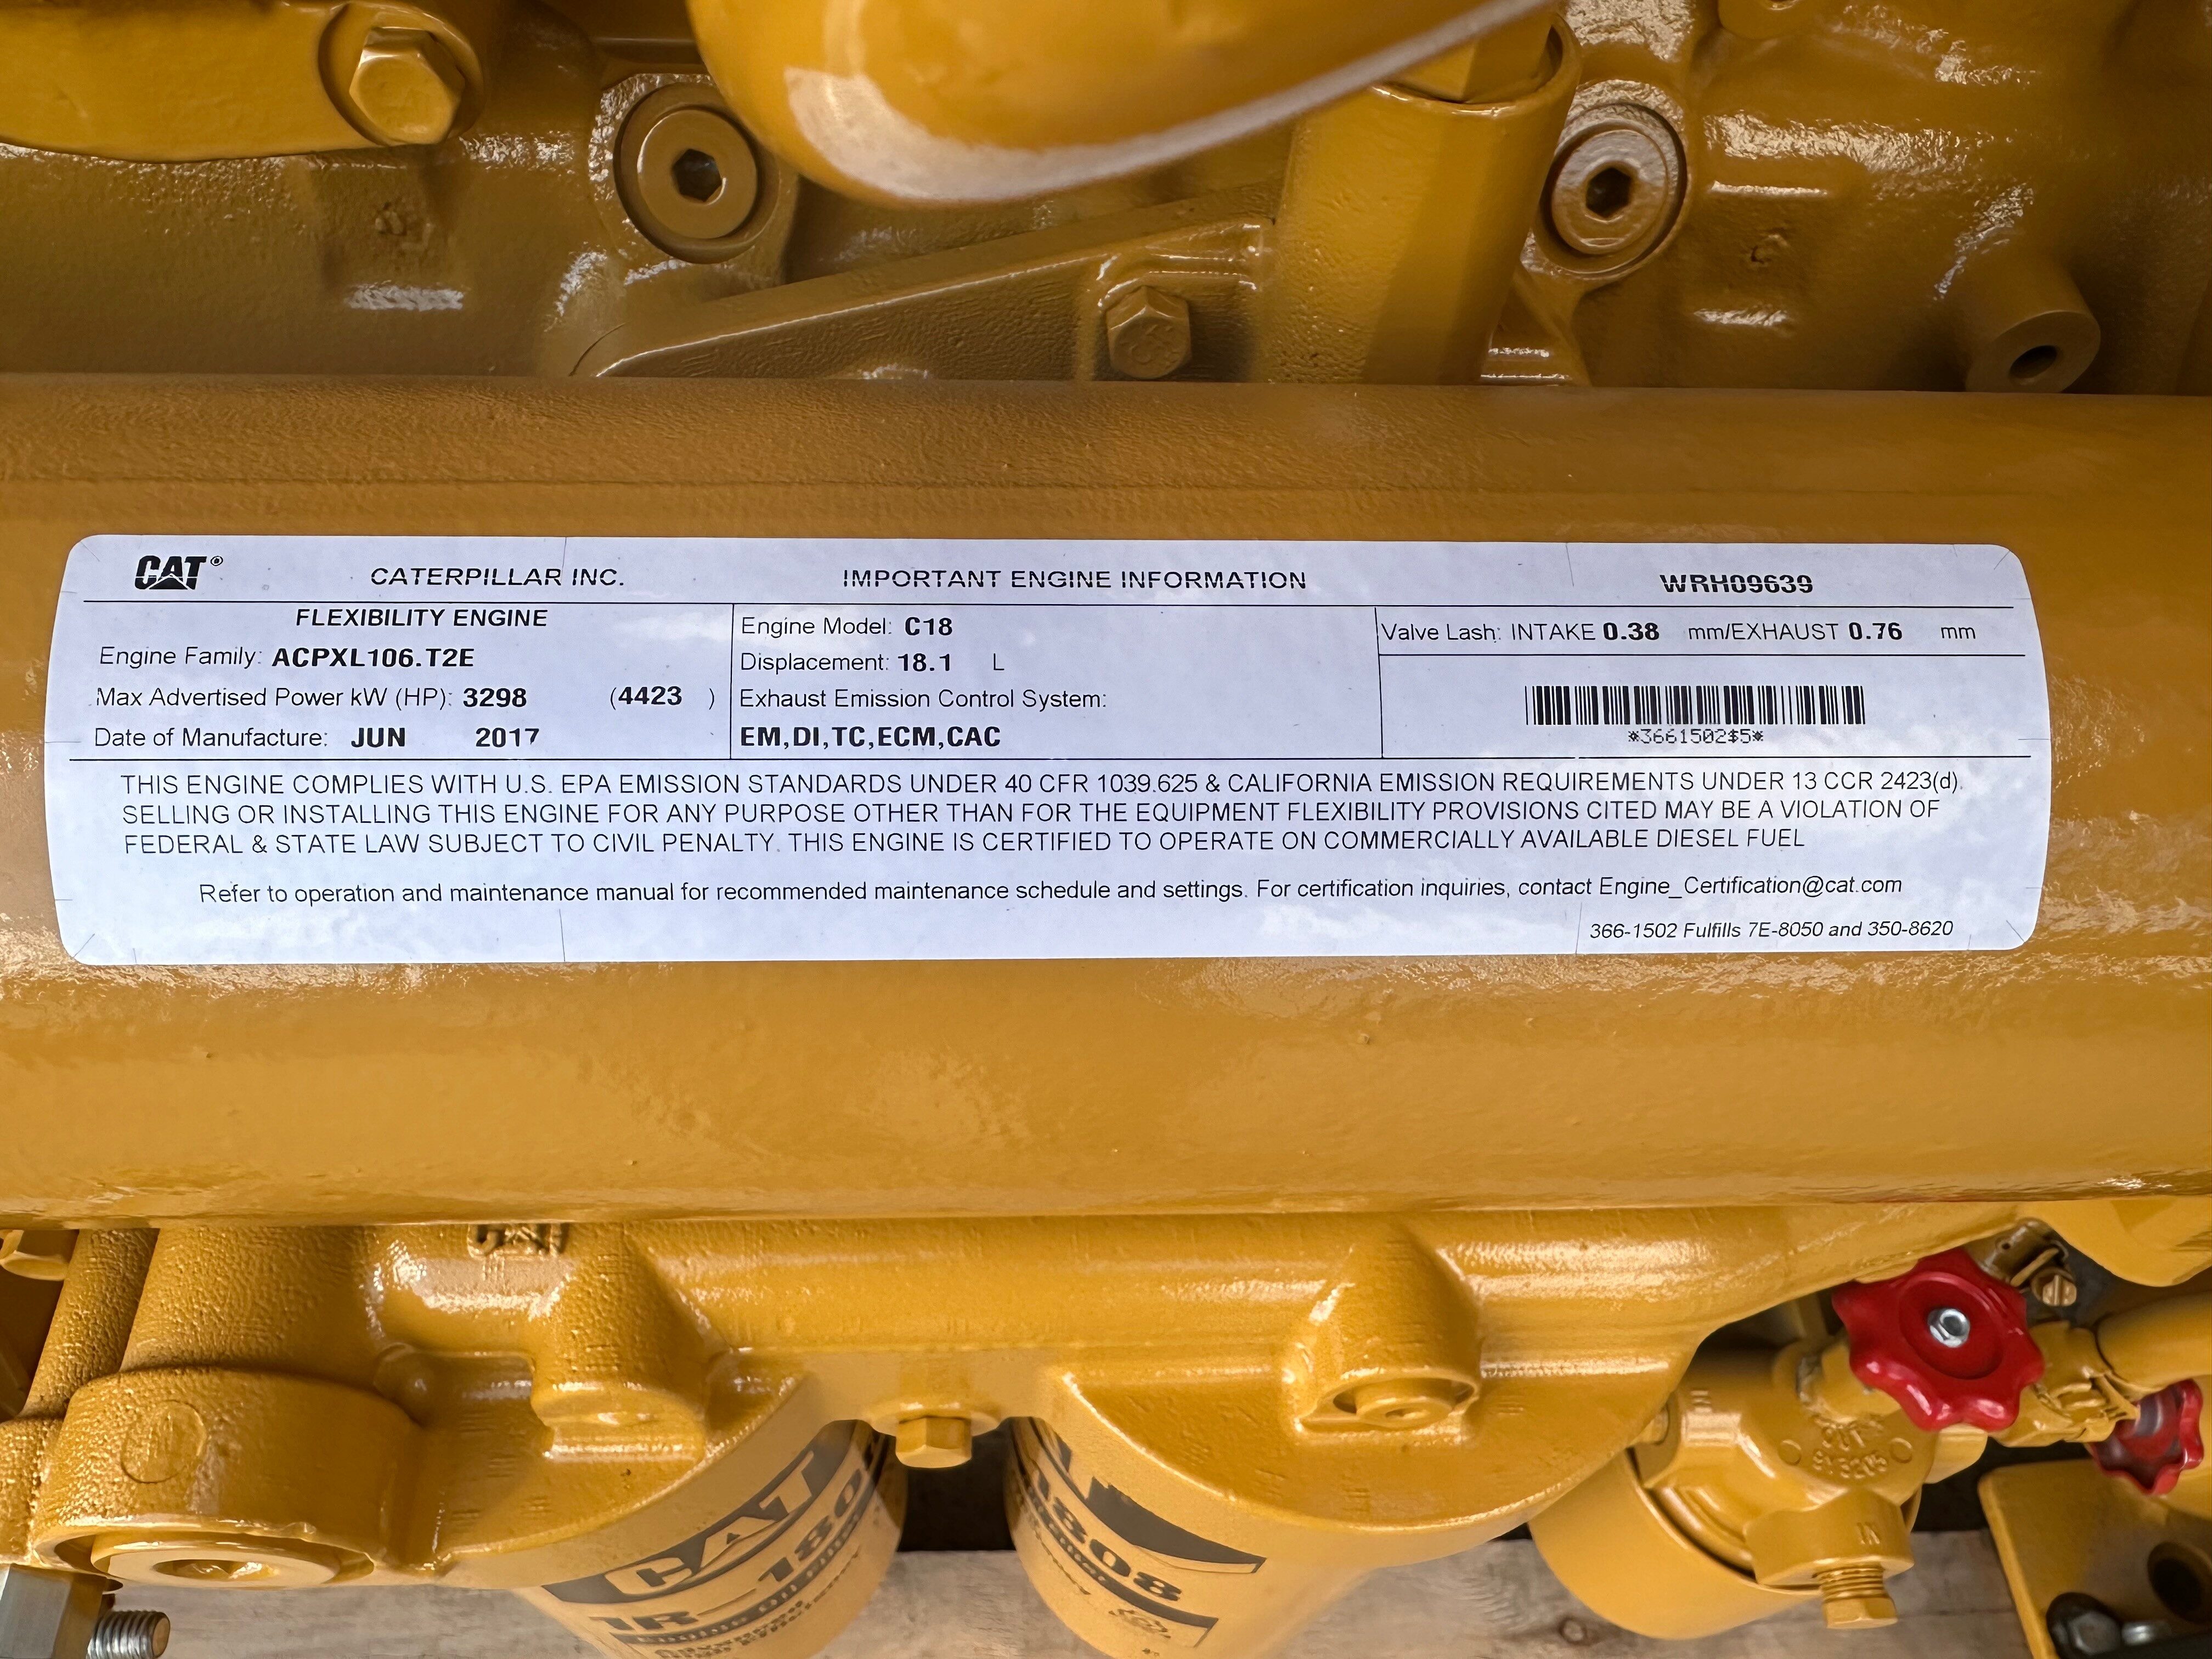 CAT® CATERPILLAR INC. IMPORTANT ENGINE INFORMATION WRH09639
FLEXIBILITY ENGINE
Engine Family: ACPXL106.T2E
Max Advertised Power kW (HP): 3298 (4423 )
Date of Manufacture: JUN 2017
Engine Model: C18
Displacement: 18.1 L
Exhaust Emission Control System:
EM,DI,TC,ECM,CAC
Valve Lash: INTAKE 0.38 mm/EXHAUST 0.76 mm
*3661502$5*
THIS ENGINE COMPLIES WITH U.S. EPA EMISSION STANDARDS UNDER 40 CFR 1039.625 & CALIFORNIA EMISSION REQUIREMENTS UNDER 13 CCR 2423(d).
SELLING OR INSTALLING THIS ENGINE FOR ANY PURPOSE OTHER THAN FOR THE EQUIPMENT FLEXIBILITY PROVISIONS CITED MAY BE A VIOLATION OF
FEDERAL & STATE LAW SUBJECT TO CIVIL PENALTY. THIS ENGINE IS CERTIFIED TO OPERATE ON COMMERCIALLY AVAILABLE DIESEL FUEL
Refer to operation and maintenance manual for recommended maintenance schedule and settings. For certification inquiries, contact Engine_Certification@cat.com
366-1502 Fulfills 7E-8050 and 350-8620
CAT
OUT
IN
CAT
1R-180
Engine Oil
1808